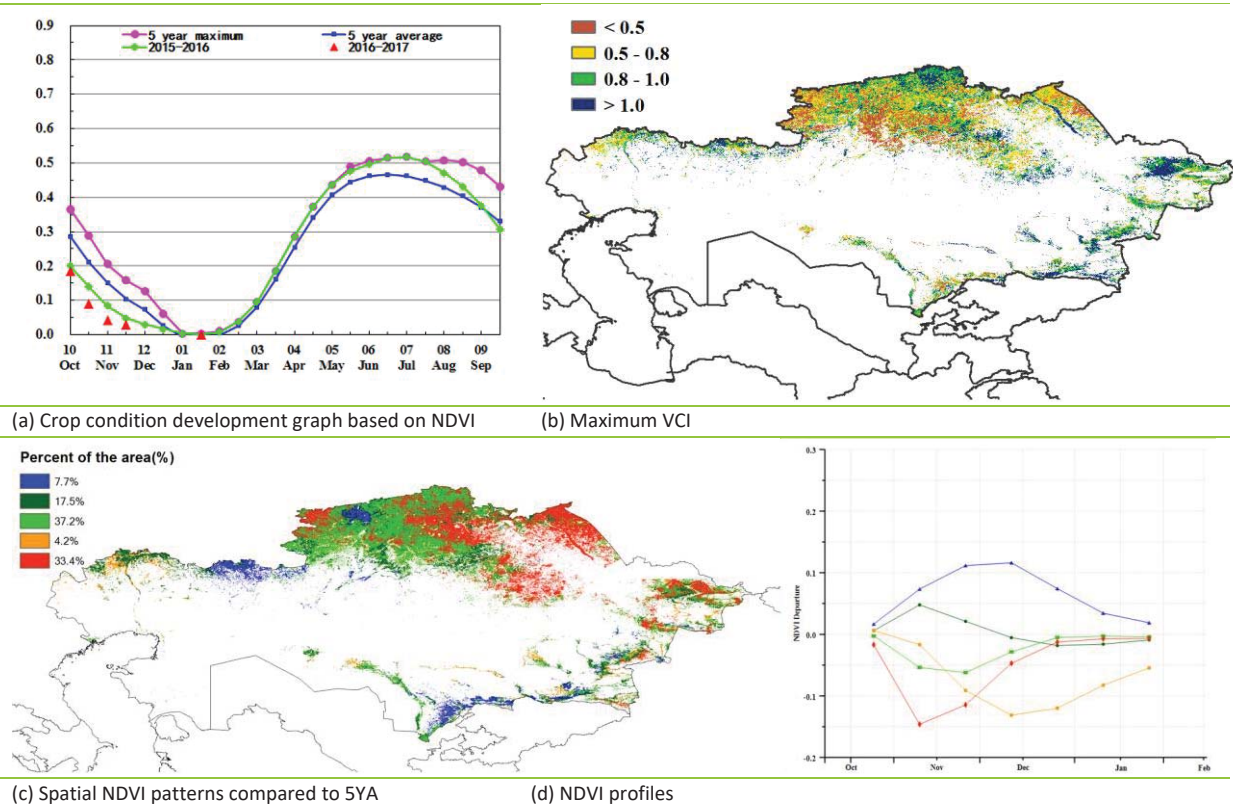 0.9
0.8
0.7
0.6
0.5
0.4
0.3
0.2
0.1
0.0
5 year maximum
5 year average
2015-2016
2016-2017
10 11 12 01 02 03 04 05 06 07 08 09
Oct Nov Dec Jan Feb Mar Apr May Jun Jul Aug Sep
< 0.5
0.5 - 0.8
0.8 - 1.0
> 1.0
(a) Crop condition development graph based on NDVI
(b) Maximum VCI
Percent of the area(%)
7.7%
17.5%
37.2%
4.2%
33.4%
NDVI Departure
0.3
0.2
0.1
0.0
-0.1
-0.2
Oct Nov Dec Jan Feb
(c) Spatial NDVI patterns compared to 5YA
(d) NDVI profiles